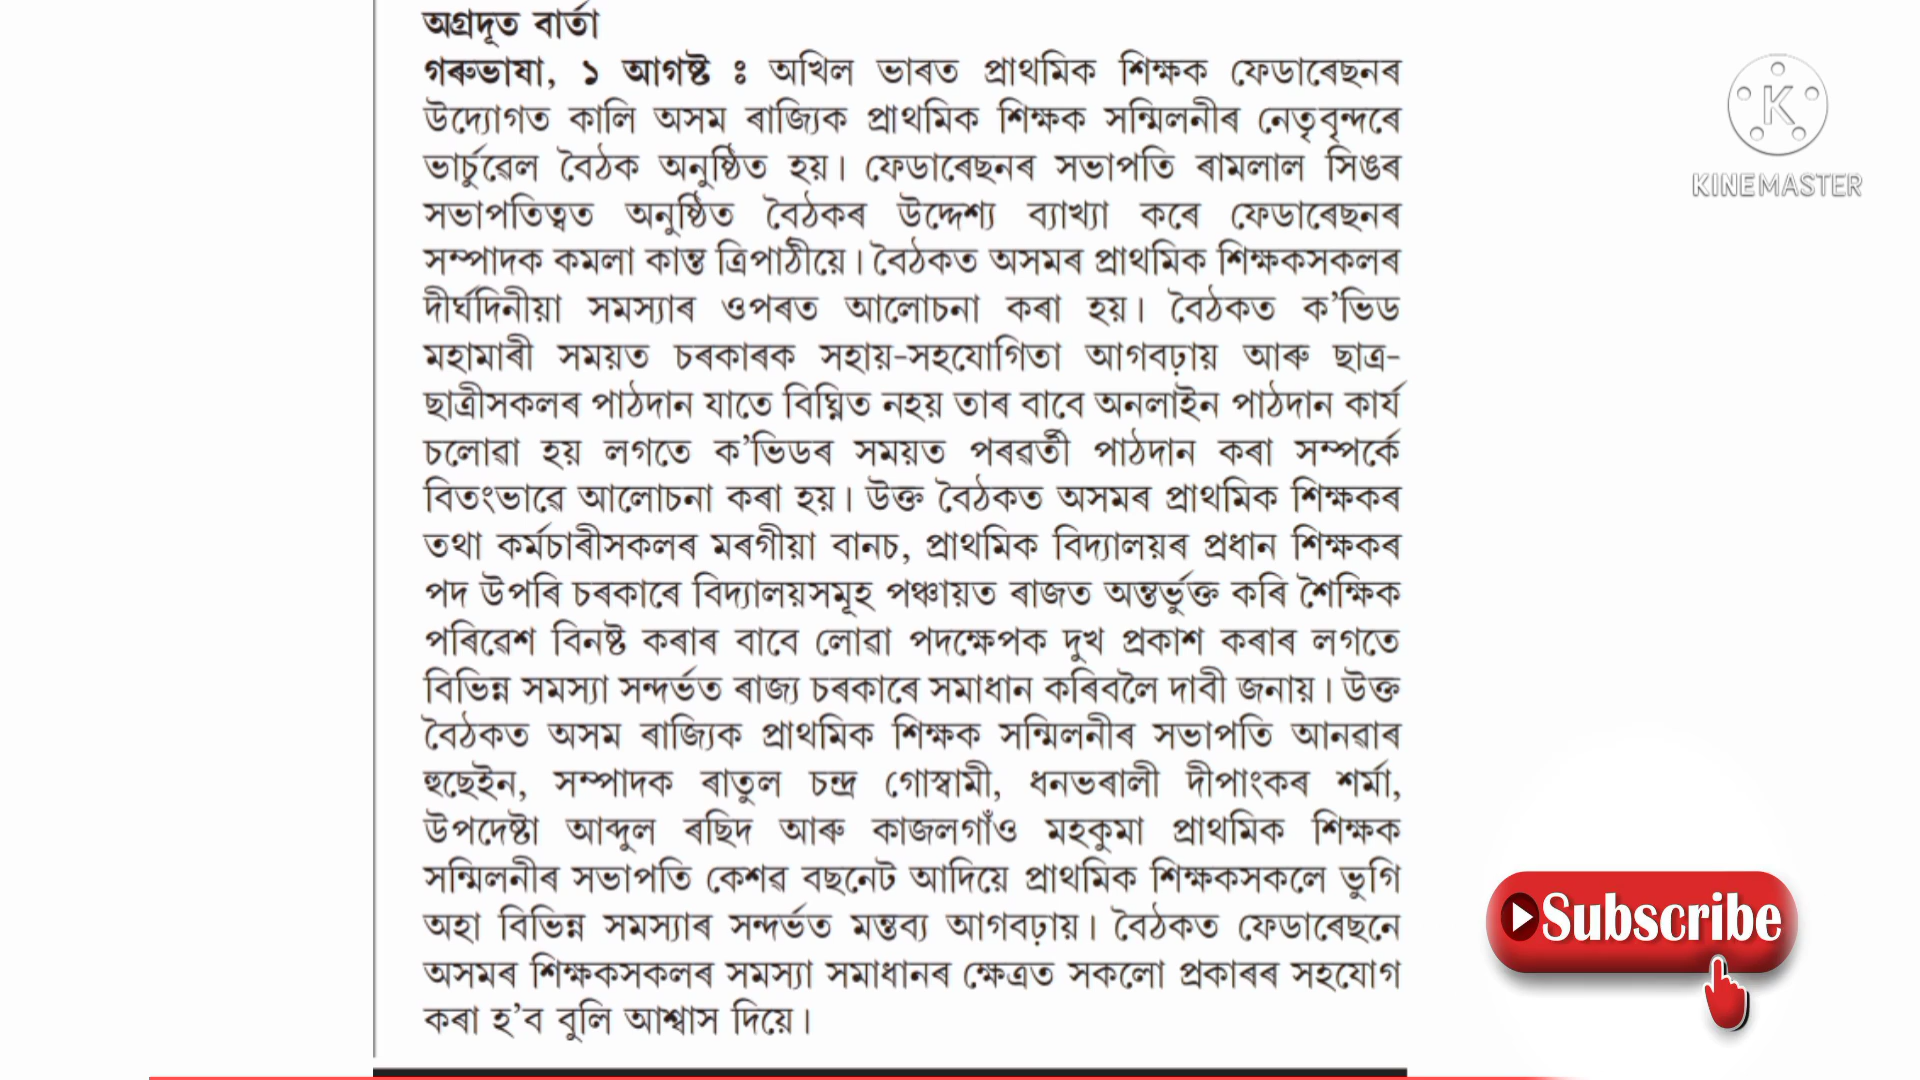 অগ্ৰদূত বাৰ্তা
গৰুভাষা, ১ আগষ্ট ঃ অখিল ভাৰত প্ৰাথমিক শিক্ষক ফেডাৰেছনৰ
উদ্যোগত কালি অসম ৰাজ্যিক প্ৰাথমিক শিক্ষক সন্মিলনীৰ নেতৃবৃন্দৰে
ভাৰ্চুৱেল বৈঠক অনুষ্ঠিত হয়। ফেডাৰেছনৰ সভাপতি ৰামলাল সিঙৰ
সভাপতিত্বত অনুষ্ঠিত বৈঠকৰ উদ্দেশ্য ব্যাখ্যা কৰে ফেডাৰেছনৰ
সম্পাদক কমলা কান্ত ত্ৰিপাঠীয়ে। বৈঠকত অসমৰ প্ৰাথমিক শিক্ষকসকলৰ
দীৰ্ঘদিনীয়া সমস্যাৰ ওপৰত আলোচনা কৰা হয়। বৈঠকত ক’ভিড
মহামাৰী সময়ত চৰকাৰক সহায়-সহযোগিতা আগবঢ়ায় আৰু ছাত্ৰ-
ছাত্ৰীসকলৰ পাঠদান যাতে বিঘ্নিত নহয় তাৰ বাবে অনলাইন পাঠদান কাৰ্য
চলোৱা হয় লগতে ক’ভিডৰ সময়ত পৰৱৰ্তী পাঠদান কৰা সম্পৰ্কে
বিতংভাৱে আলোচনা কৰা হয়। উক্ত বৈঠকত অসমৰ প্ৰাথমিক শিক্ষকৰ
তথা কৰ্মচাৰীসকলৰ মৰগীয়া বানচ, প্ৰাথমিক বিদ্যালয়ৰ প্ৰধান শিক্ষকৰ
পদ উপৰি চৰকাৰে বিদ্যালয়সমূহ পঞ্চায়ত ৰাজত অন্তৰ্ভুক্ত কৰি শৈক্ষিক
পৰিৱেশ বিনষ্ট কৰাৰ বাবে লোৱা পদক্ষেপক দুখ প্ৰকাশ কৰাৰ লগতে
বিভিন্ন সমস্যা সন্দৰ্ভত ৰাজ্য চৰকাৰে সমাধান কৰিবলৈ দাবী জনায়। উক্ত
বৈঠকত অসম ৰাজ্যিক প্ৰাথমিক শিক্ষক সন্মিলনীৰ সভাপতি আনৱাৰ
হুছেইন, সম্পাদক ৰাতুল চন্দ্ৰ গোস্বামী, ধনভৰালী দীপাংকৰ শৰ্মা,
উপদেষ্টা আব্দুল ৰছিদ আৰু কাজলগাঁও মহকুমা প্ৰাথমিক শিক্ষক
সন্মিলনীৰ সভাপতি কেশৱ বছনেট আদিয়ে প্ৰাথমিক শিক্ষকসকলে ভুগি
অহা বিভিন্ন সমস্যাৰ সন্দৰ্ভত মন্তব্য আগবঢ়ায়। বৈঠকত ফেডাৰেছনে
অসমৰ শিক্ষকসকলৰ সমস্যা সমাধানৰ ক্ষেত্ৰত সকলো প্ৰকাৰৰ সহযোগ
কৰা হ’ব বুলি আশ্বাস দিয়ে।
K
KINEMASTER
Subscribe